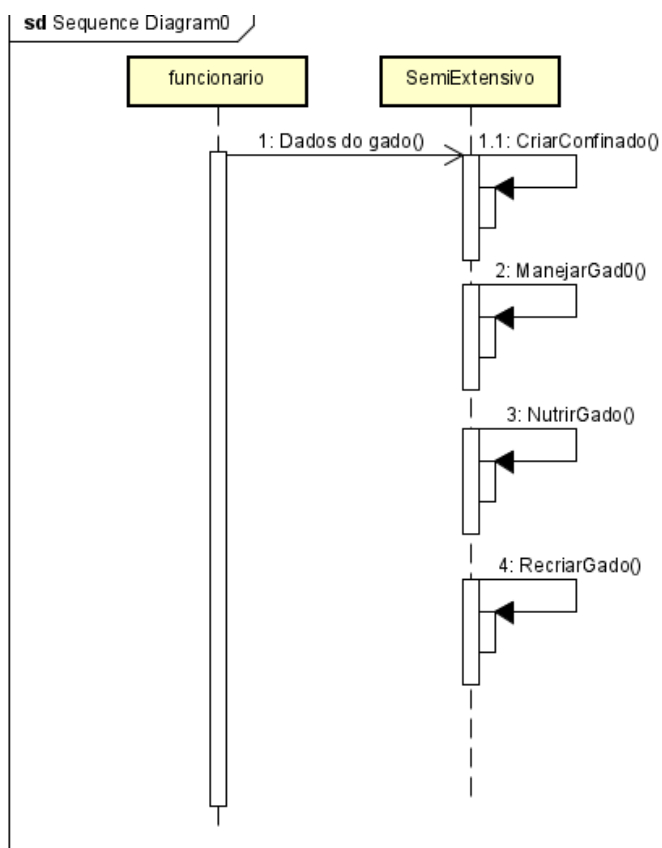 sd Sequence Diagram0
funcionario
SemiExtensivo
1: Dados do gado()
1.1: CriarConfinado()
2: ManejarGad0()
3: NutrirGado()
4: RecriarGado()